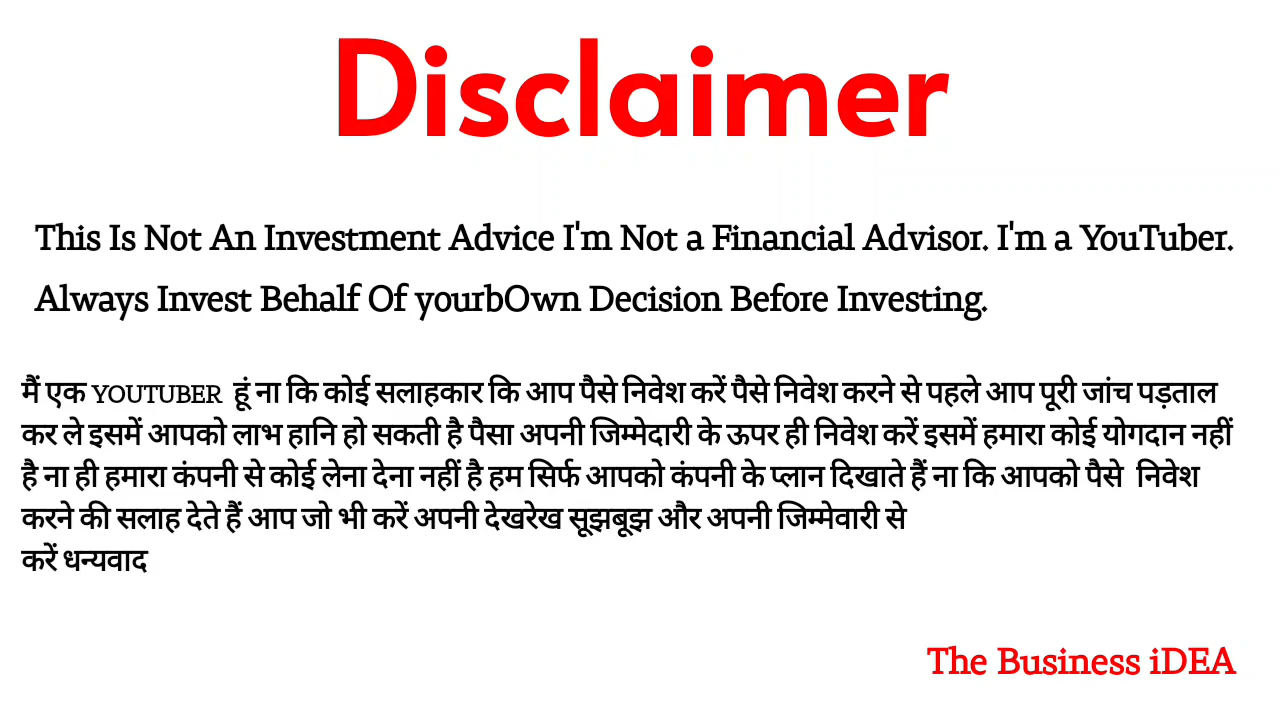 Disclaimer
This Is Not An Investment Advice I'm Not a Financial Advisor. I'm a YouTuber.
Always Invest Behalf Of yourbOwn Decision Before Investing.
मैं एक YOUTUBER हूं ना कि कोई सलाहकार कि आप पैसे निवेश करें पैसे निवेश करने से पहले आप पूरी जांच पड़ताल
कर ले इसमें आपको लाभ हानि हो सकती है पैसा अपनी जिम्मेदारी के ऊपर ही निवेश करें इसमें हमारा कोई योगदान नहीं
है ना ही हमारा कंपनी से कोई लेना देना नहीं है हम सिर्फ आपको कंपनी के प्लान दिखाते हैं ना कि आपको पैसे निवेश
करने की सलाह देते हैं आप जो भी करें अपनी देखरेख सूझबूझ और अपनी जिम्मेवारी से
करें धन्यवाद
The Business iDEA